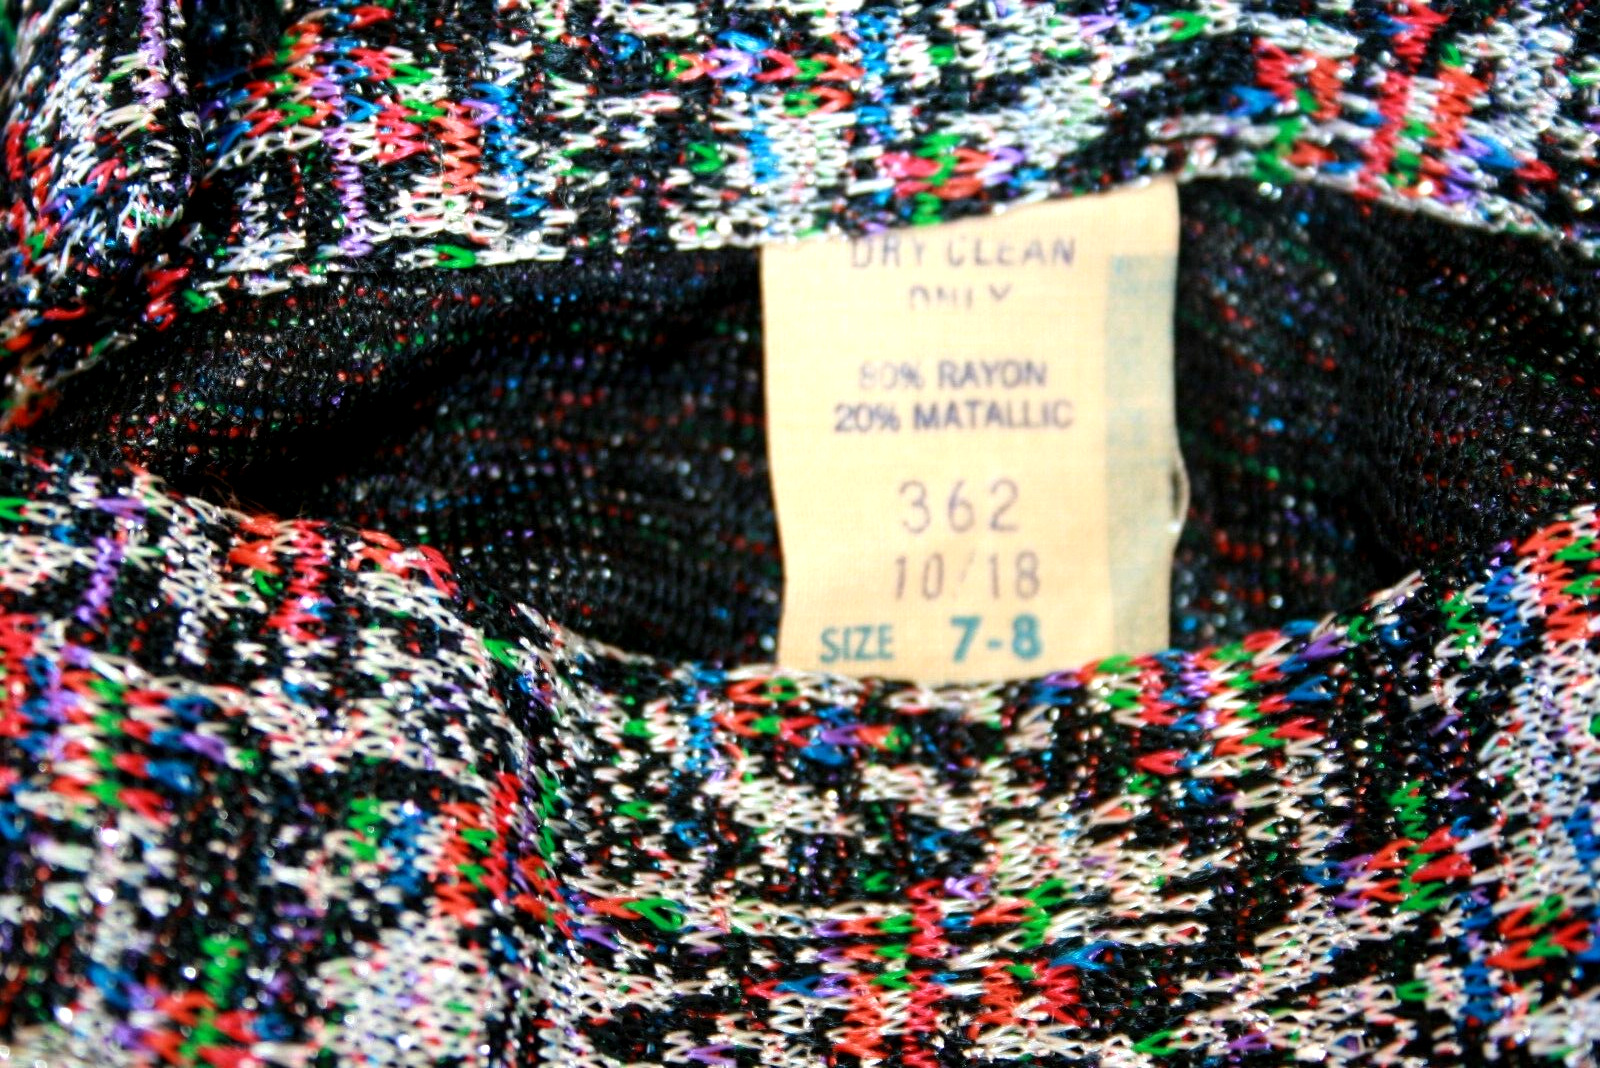 DRY CLEAN
ONLY
80% RAYON
20% MATALLIC
362
10/18
SIZE 7-8